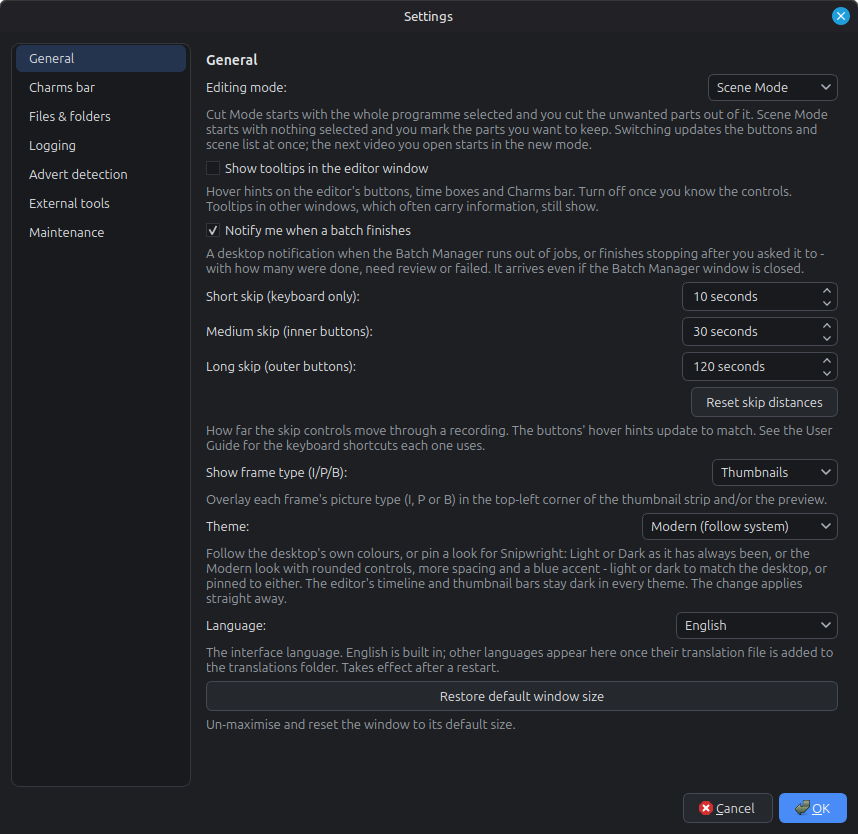 Settings
General
Charms bar
Files & folders
Logging
Advert detection
External tools
Maintenance
General
Editing mode:
Scene Mode
Cut Mode starts with the whole programme selected and you cut the unwanted parts out of it. Scene Mode
starts with nothing selected and you mark the parts you want to keep. Switching updates the buttons and
scene list at once; the next video you open starts in the new mode.
Show tooltips in the editor window
Hover hints on the editor's buttons, time boxes and Charms bar. Turn off once you know the controls.
Tooltips in other windows, which often carry information, still show.
Notify me when a batch finishes
A desktop notification when the Batch Manager runs out of jobs, or finishes stopping after you asked it to -
with how many were done, need review or failed. It arrives even if the Batch Manager window is closed.
Short skip (keyboard only):
10 seconds
Medium skip (inner buttons):
30 seconds
Long skip (outer buttons):
120 seconds
Reset skip distances
How far the skip controls move through a recording. The buttons' hover hints update to match. See the User
Guide for the keyboard shortcuts each one uses.
Show frame type (I/P/B):
Thumbnails
Overlay each frame's picture type (I, P or B) in the top-left corner of the thumbnail strip and/or the preview.
Theme:
Modern (follow system)
Follow the desktop's own colours, or pin a look for Snipwright: Light or Dark as it has always been, or the
Modern look with rounded controls, more spacing and a blue accent - light or dark to match the desktop, or
pinned to either. The editor's timeline and thumbnail bars stay dark in every theme. The change applies
straight away.
Language:
English
The interface language. English is built in; other languages appear here once their translation file is added to
the translations folder. Takes effect after a restart.
Restore default window size
Un-maximise and reset the window to its default size.
Cancel
OK